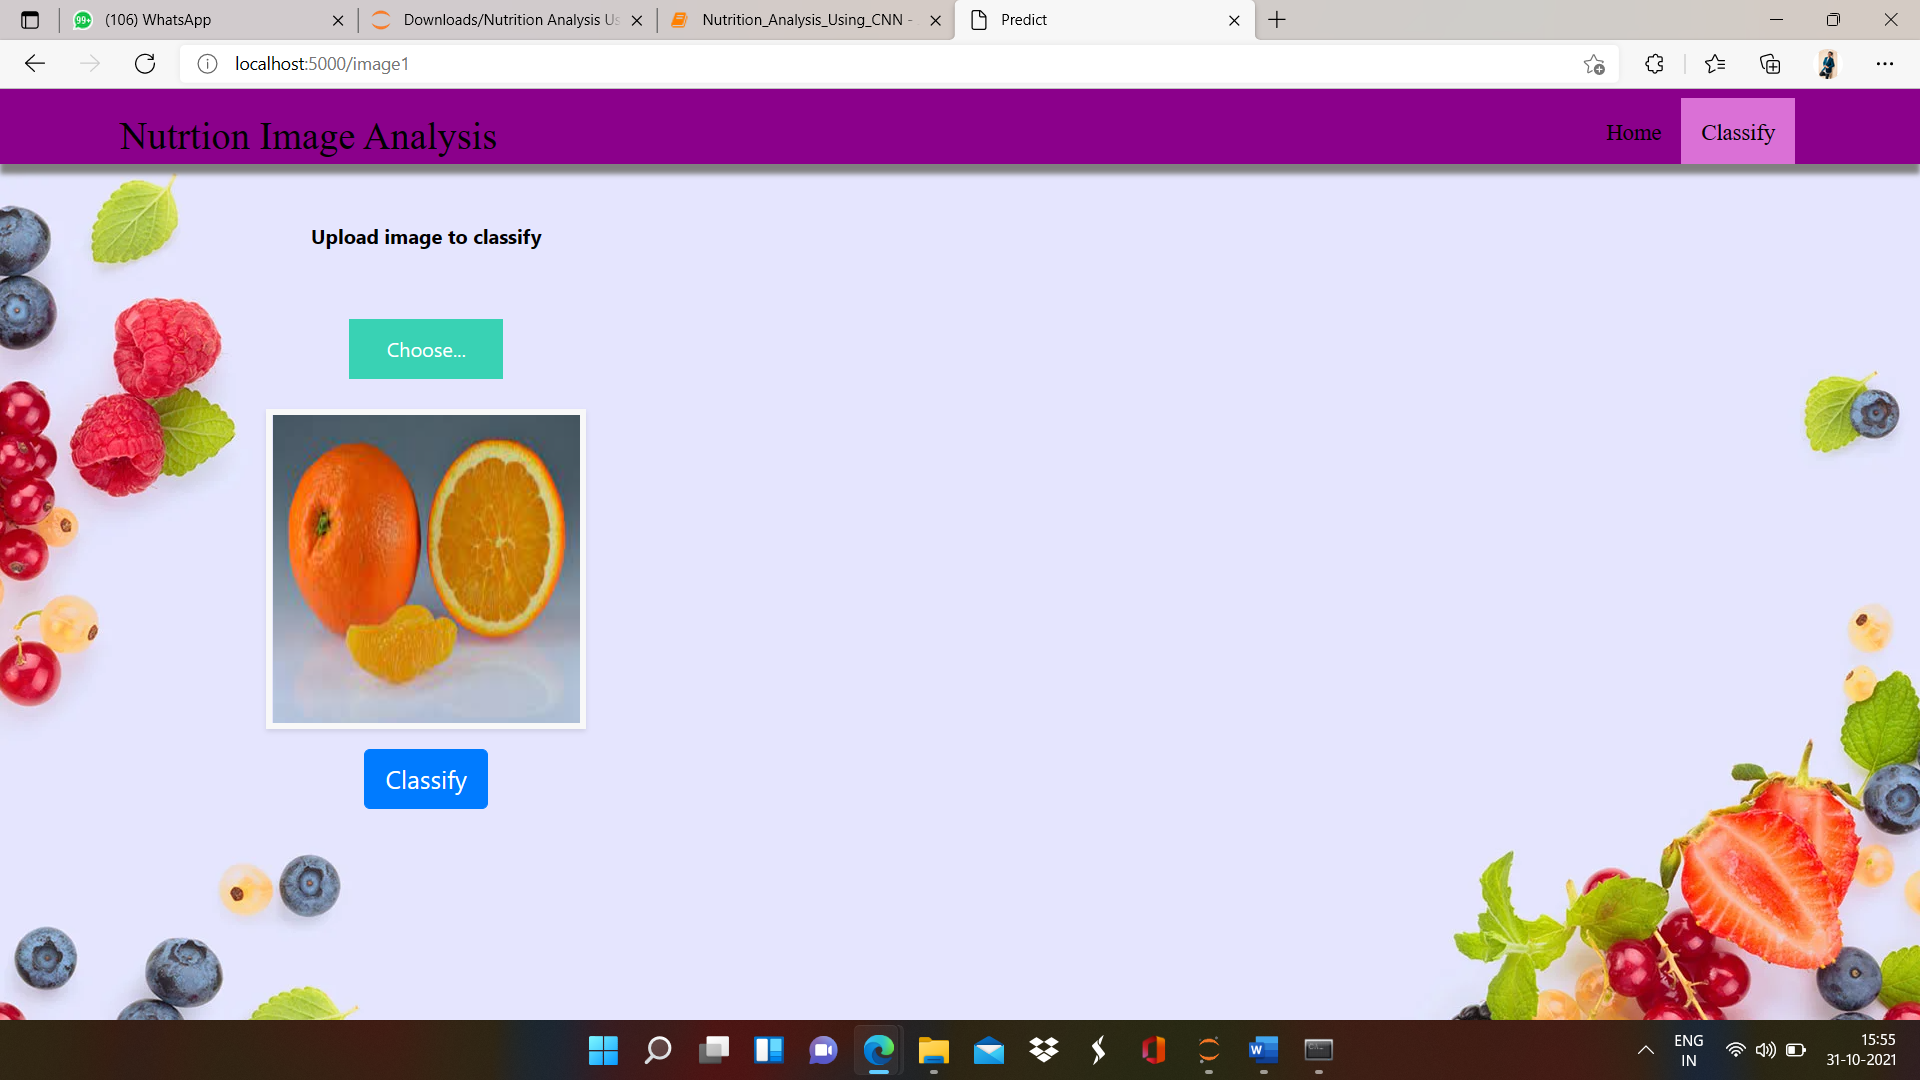 (106) WhatsApp
Downloads/Nutrition Analysis Us
Nutrition_Analysis_Using_CNN -
Predict
localhost:5000/image1
Nutrtion Image Analysis
Home
Classify
Upload image to classify
Choose...
Classify
ENG
IN
15:55
31-10-2021